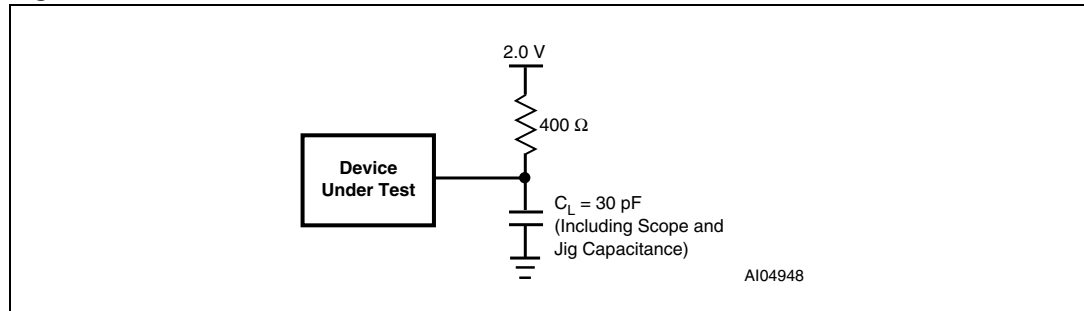 2.0 V
400 Ω
Device
Under Test
C_L = 30 pF
(Including Scope and
Jig Capacitance)
AI04948